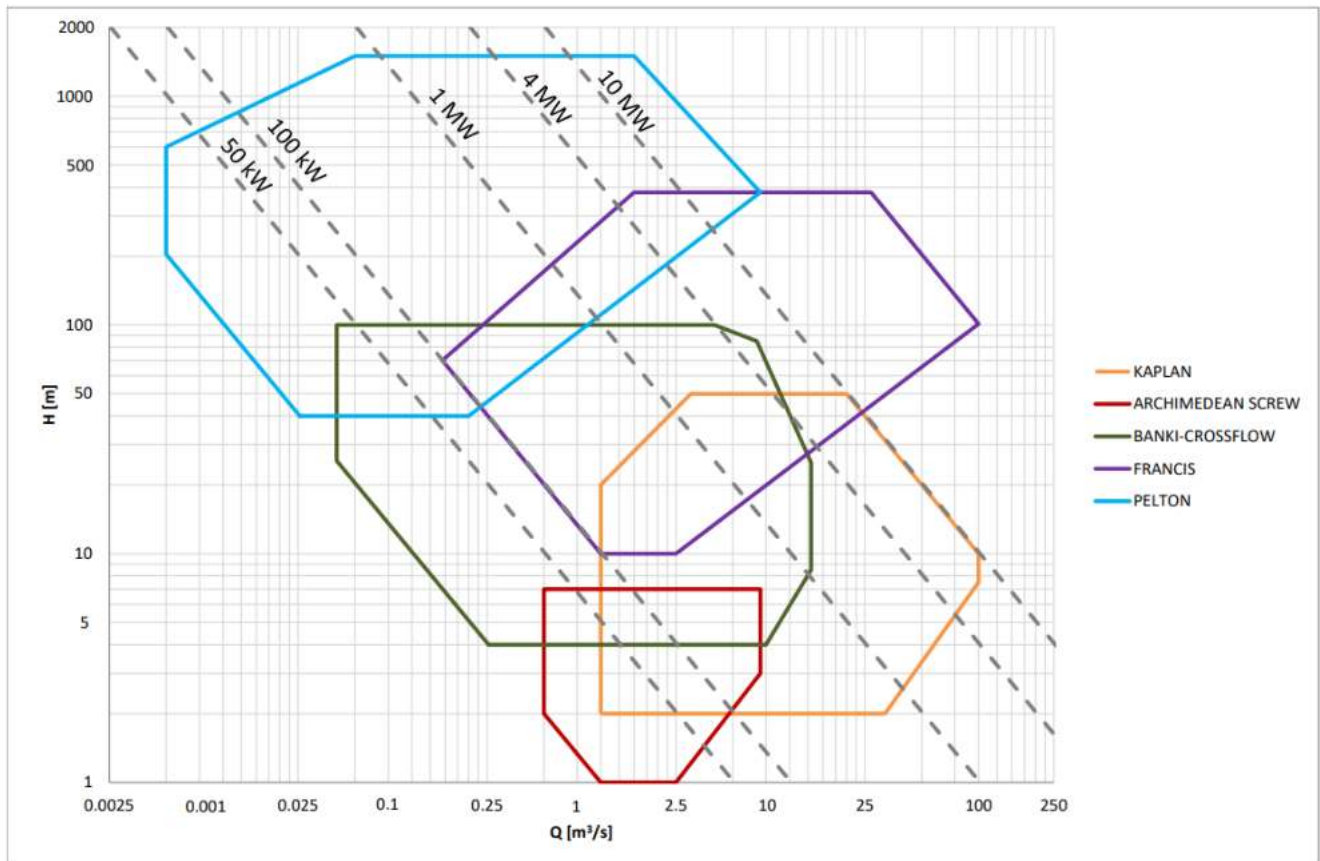 2000
1000
500
100
50
10
5
1
H [m]
50 kW
100 kW
1 MW
4 MW
10 MW
0.0025 0.001 0.025 0.1 0.25 1 2.5 10 25 100 250
Q [m³/s]
KAPLAN
ARCHIMEDEAN SCREW
BANKI-CROSSFLOW
FRANCIS
PELTON